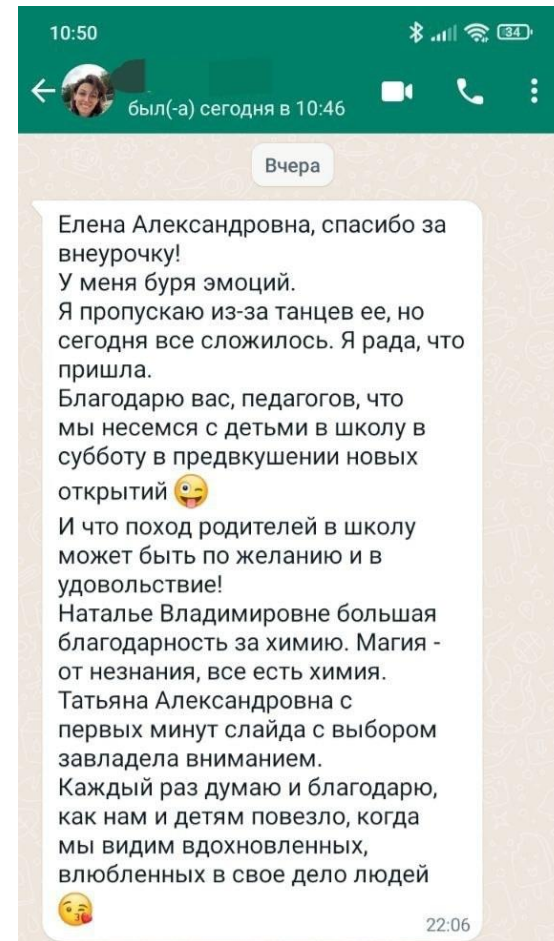 10:50
34
был(-а) сегодня в 10:46
Вчера
Елена Александровна, спасибо за
внеурочку!
У меня буря эмоций.
Я пропускаю из-за танцев ее, но
сегодня все сложилось. Я рада, что
пришла.
Благодарю вас, педагогов, что
мы несемся с детьми в школу в
субботу в предвкушении новых
открытий 😜
И что поход родителей в школу
может быть по желанию и в
удовольствие!
Наталье Владимировне большая
благодарность за химию. Магия -
от незнания, все есть химия.
Татьяна Александровна с
первых минут слайда с выбором
завладела вниманием.
Каждый раз думаю и благодарю,
как нам и детям повезло, когда
мы видим вдохновленных,
влюбленных в свое дело людей
😘
22:06